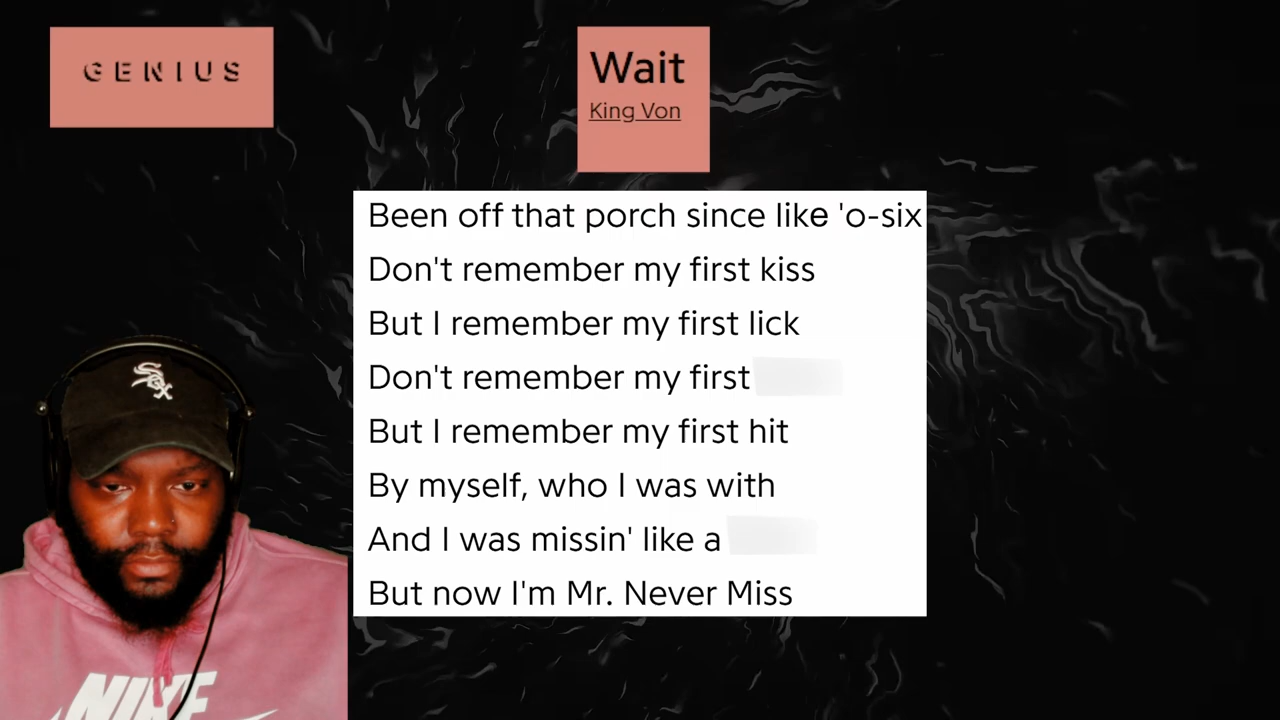 GENIUS
Wait
King Von
Been off that porch since like 'o-six
Don't remember my first kiss
But I remember my first lick
Don't remember my first
But I remember my first hit
By myself, who I was with
And I was missin' like a
But now I'm Mr. Never Miss
Sox
NIKE